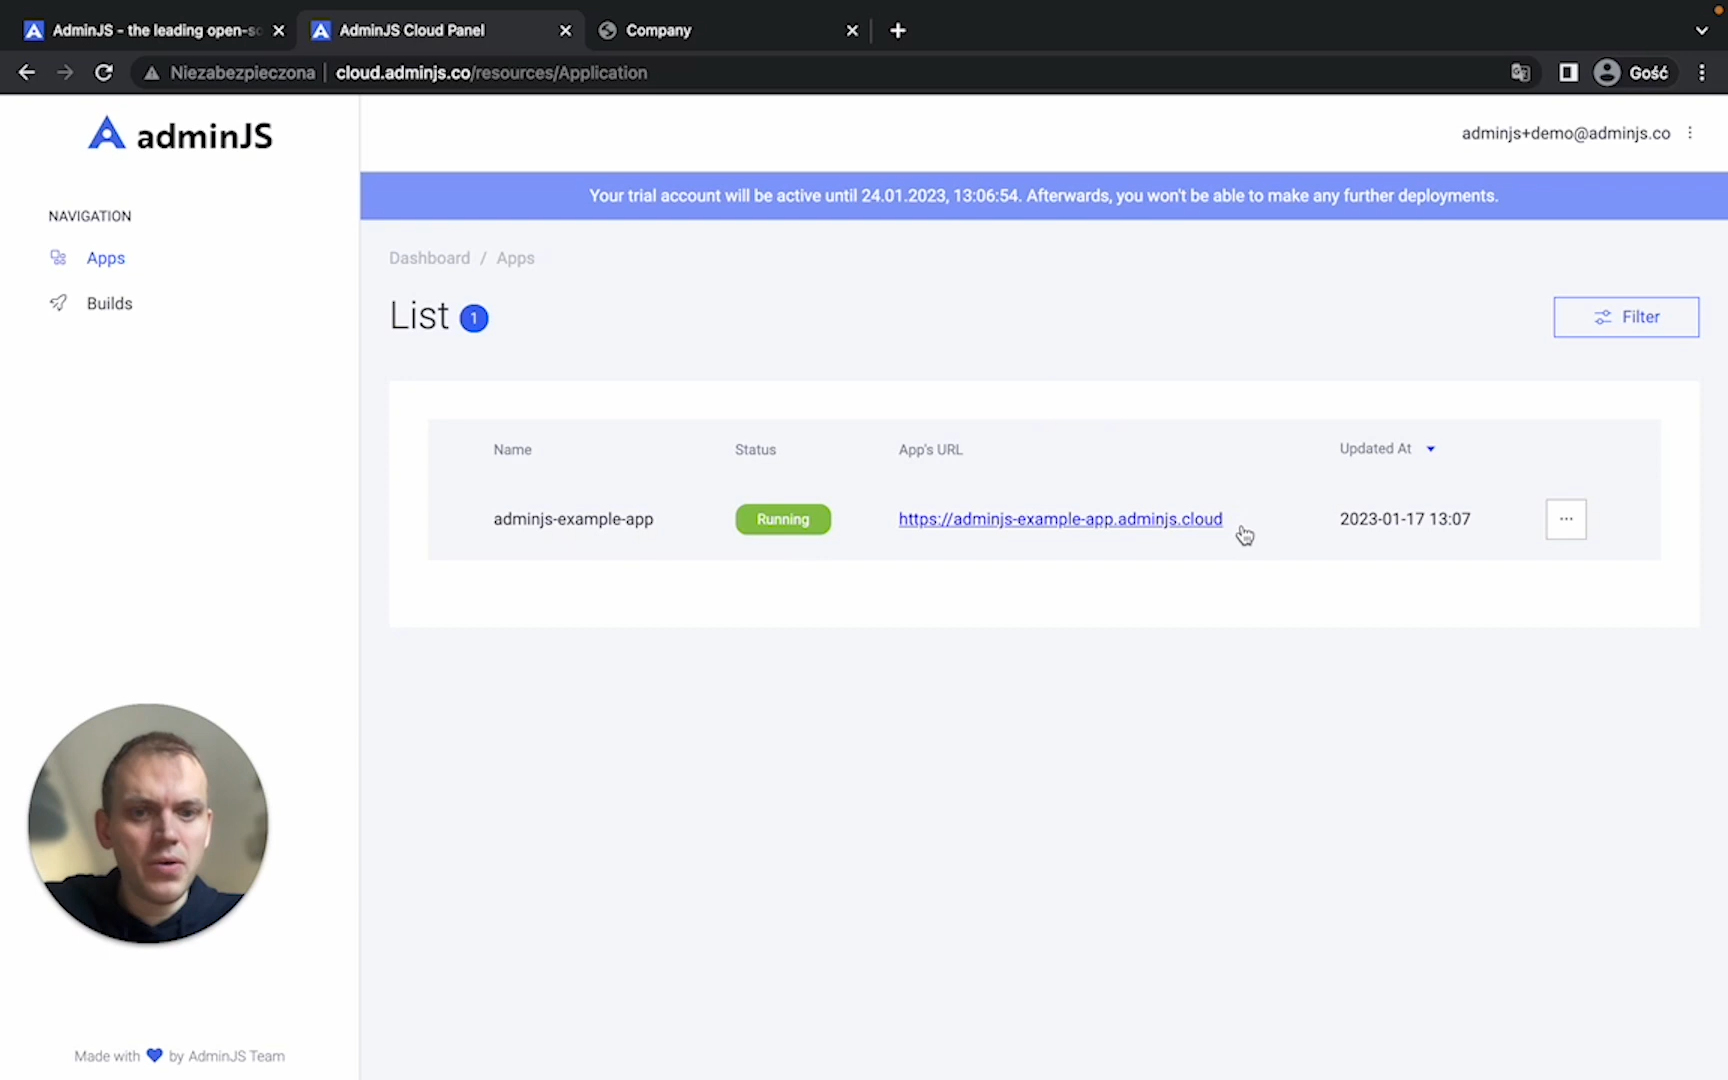 AdminJS - the leading open-so
AdminJS Cloud Panel
Company
Niezabezpieczona
cloud.adminjs.co/resources/Application
Gość
adminJS
adminjs+demo@adminjs.co
Your trial account will be active until 24.01.2023, 13:06:54. Afterwards, you won't be able to make any further deployments.
NAVIGATION
Apps
Builds
Dashboard / Apps
List 1
Filter
Name Status App's URL Updated At
adminjs-example-app Running https://adminjs-example-app.adminjs.cloud 2023-01-17 13:07
Made with by AdminJS Team